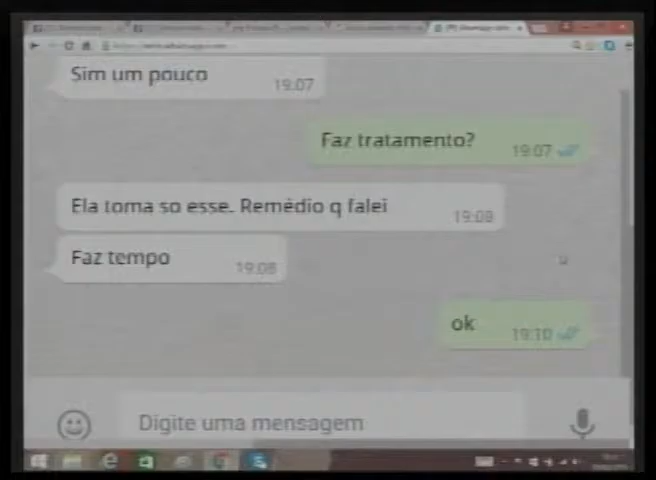 Sim um pouco
19:07
Faz tratamento?
19:07
Ela toma so esse. Remédio q falei
19:08
Faz tempo
19:08
ok
19:10
Digite uma mensagem